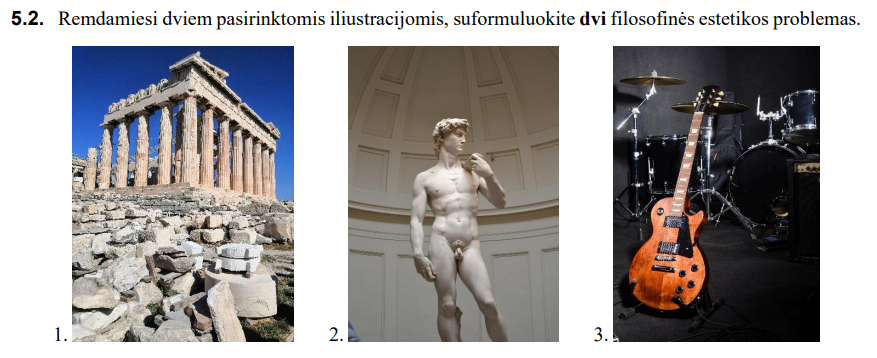 5.2. Remdamiesi dviem pasirinktomis iliustracijomis, suformuluokite dvi filosofinės estetikos problemas.
1. 2. 3.